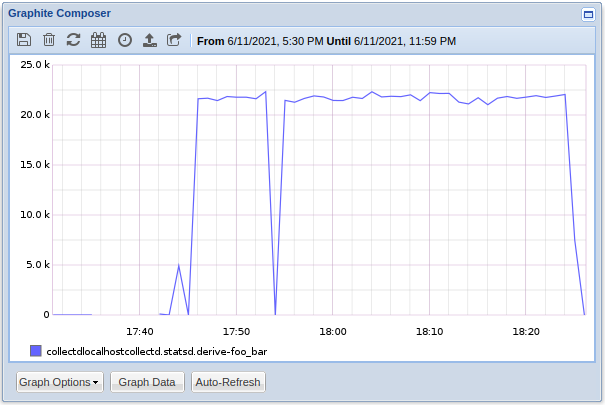 Graphite Composer
From 6/11/2021, 5:30 PM Until 6/11/2021, 11:59 PM
25.0 k
20.0 k
15.0 k
10.0 k
5.0 k
0
17:40 17:50 18:00 18:10 18:20
collectdlocalhostcollectd.statsd.derive-foo_bar
Graph Options Graph Data Auto-Refresh